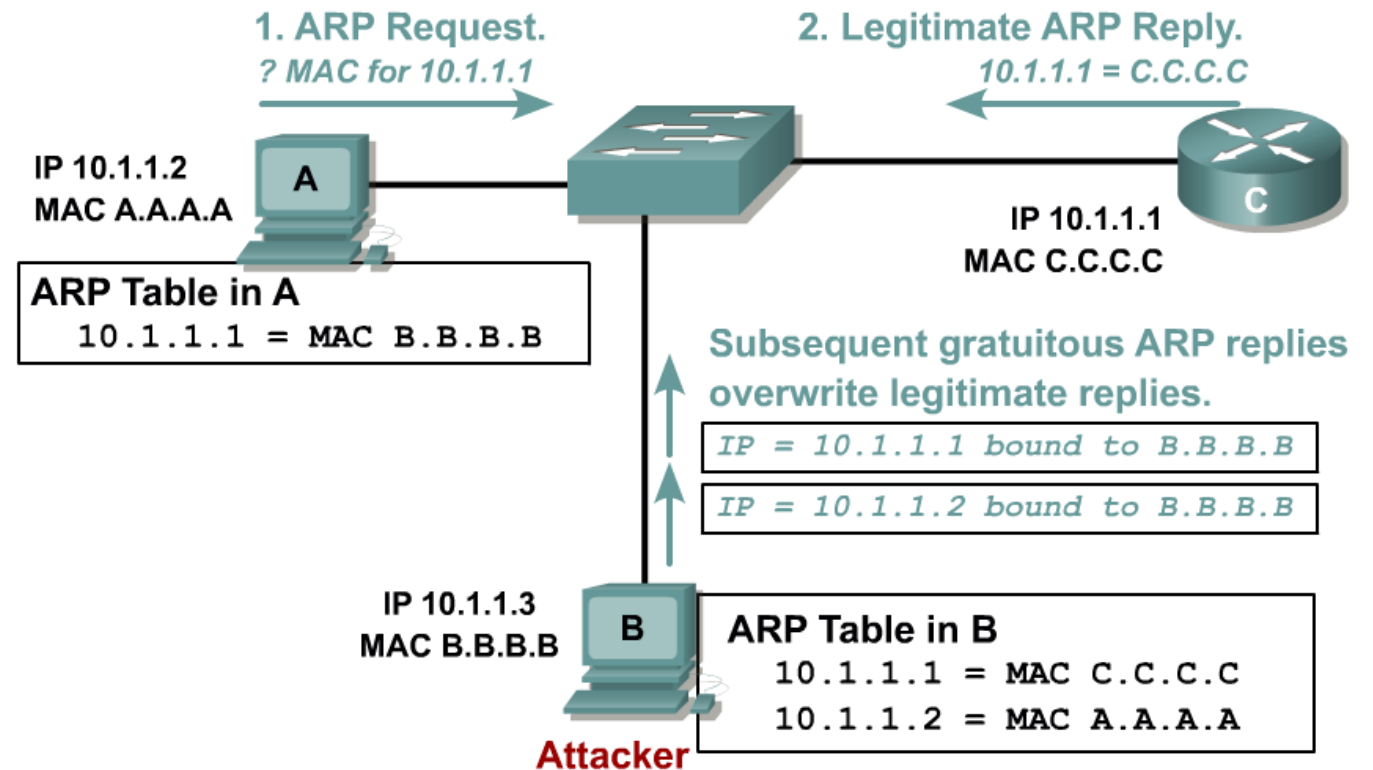 1. ARP Request.
? MAC for 10.1.1.1
2. Legitimate ARP Reply.
10.1.1.1 = C.C.C.C
IP 10.1.1.2
MAC A.A.A.A
A
C
IP 10.1.1.1
MAC C.C.C.C
ARP Table in A
10.1.1.1 = MAC B.B.B.B
Subsequent gratuitous ARP replies
overwrite legitimate replies.
IP = 10.1.1.1 bound to B.B.B.B
IP = 10.1.1.2 bound to B.B.B.B
IP 10.1.1.3
MAC B.B.B.B
B
Attacker
ARP Table in B
10.1.1.1 = MAC C.C.C.C
10.1.1.2 = MAC A.A.A.A